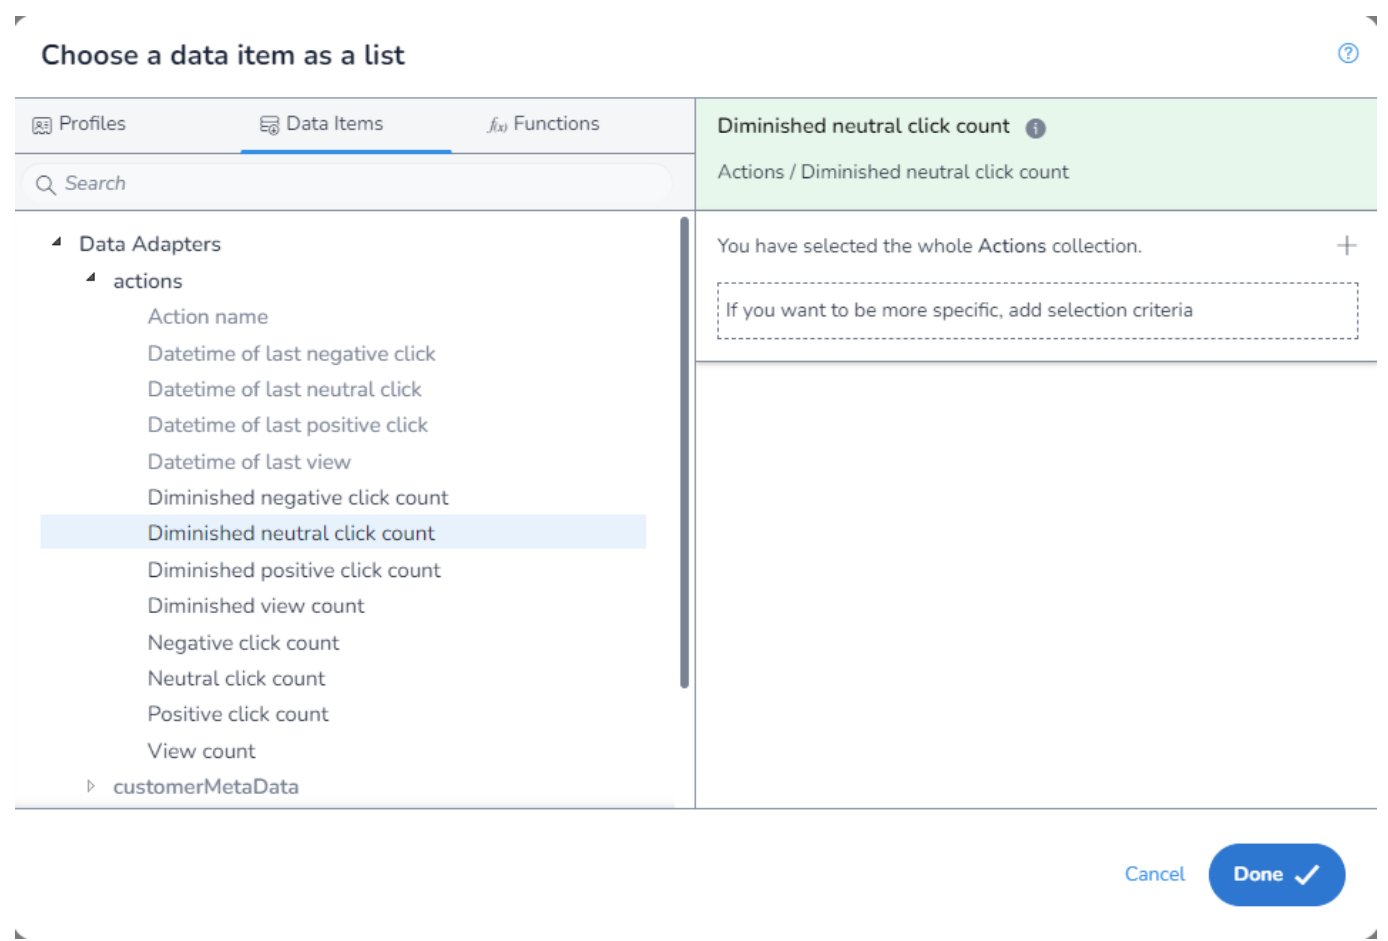 Choose a data item as a list
?
Profiles
Data Items
f(x) Functions
Search
Data Adapters
actions
Action name
Datetime of last negative click
Datetime of last neutral click
Datetime of last positive click
Datetime of last view
Diminished negative click count
Diminished neutral click count
Diminished positive click count
Diminished view count
Negative click count
Neutral click count
Positive click count
View count
customerMetaData
Diminished neutral click count i
Actions / Diminished neutral click count
You have selected the whole Actions collection.
If you want to be more specific, add selection criteria
Cancel
Done